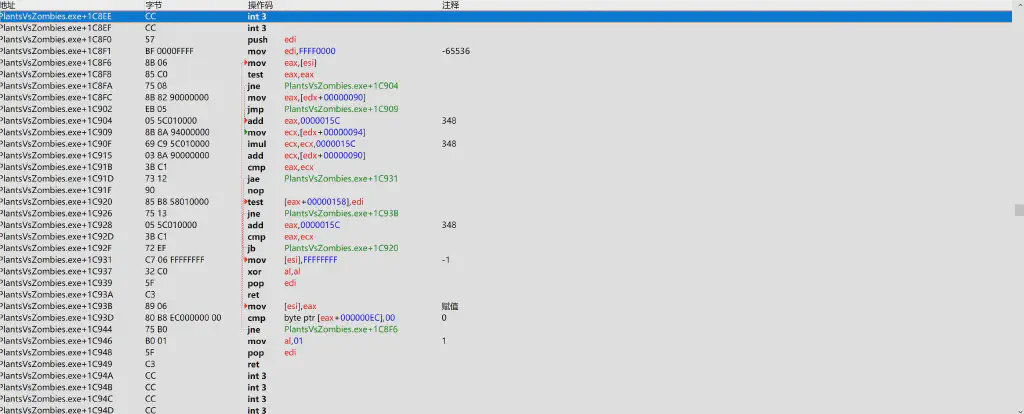 地址 字节 操作码 注释
PlantsVsZombies.exe+1C8EE CC int 3
PlantsVsZombies.exe+1C8EF CC int 3
PlantsVsZombies.exe+1C8F0 57 push edi
PlantsVsZombies.exe+1C8F1 BF 0000FFFF mov edi,FFFF0000 -65536
PlantsVsZombies.exe+1C8F6 8B 06 mov eax,[esi]
PlantsVsZombies.exe+1C8F8 85 C0 test eax,eax
PlantsVsZombies.exe+1C8FA 75 08 jne PlantsVsZombies.exe+1C904
PlantsVsZombies.exe+1C8FC 8B 82 90000000 mov eax,[edx+00000090]
PlantsVsZombies.exe+1C902 EB 05 jmp PlantsVsZombies.exe+1C909
PlantsVsZombies.exe+1C904 05 5C010000 add eax,0000015C 348
PlantsVsZombies.exe+1C909 8B 8A 94000000 mov ecx,[edx+00000094]
PlantsVsZombies.exe+1C90F 69 C9 5C010000 imul ecx,ecx,0000015C 348
PlantsVsZombies.exe+1C915 03 8A 90000000 add ecx,[edx+00000090]
PlantsVsZombies.exe+1C91B 3B C1 cmp eax,ecx
PlantsVsZombies.exe+1C91D 73 12 jae PlantsVsZombies.exe+1C931
PlantsVsZombies.exe+1C91F 90 nop
PlantsVsZombies.exe+1C920 85 B8 58010000 test [eax+00000158],edi
PlantsVsZombies.exe+1C926 75 13 jne PlantsVsZombies.exe+1C93B
PlantsVsZombies.exe+1C928 05 5C010000 add eax,0000015C 348
PlantsVsZombies.exe+1C92D 3B C1 cmp eax,ecx
PlantsVsZombies.exe+1C92F 72 EF jb PlantsVsZombies.exe+1C920
PlantsVsZombies.exe+1C931 C7 06 FFFFFFFF mov [esi],FFFFFFFF -1
PlantsVsZombies.exe+1C937 32 C0 xor al,al
PlantsVsZombies.exe+1C939 5F pop edi
PlantsVsZombies.exe+1C93A C3 ret
PlantsVsZombies.exe+1C93B 89 06 mov [esi],eax 赋值
PlantsVsZombies.exe+1C93D 80 B8 EC000000 00 cmp byte ptr [eax+000000EC],00 0
PlantsVsZombies.exe+1C944 75 B0 jne PlantsVsZombies.exe+1C8F6
PlantsVsZombies.exe+1C946 B0 01 mov al,01 1
PlantsVsZombies.exe+1C948 5F pop edi
PlantsVsZombies.exe+1C949 C3 ret
PlantsVsZombies.exe+1C94A CC int 3
PlantsVsZombies.exe+1C94B CC int 3
PlantsVsZombies.exe+1C94C CC int 3
PlantsVsZombies.exe+1C94D CC int 3